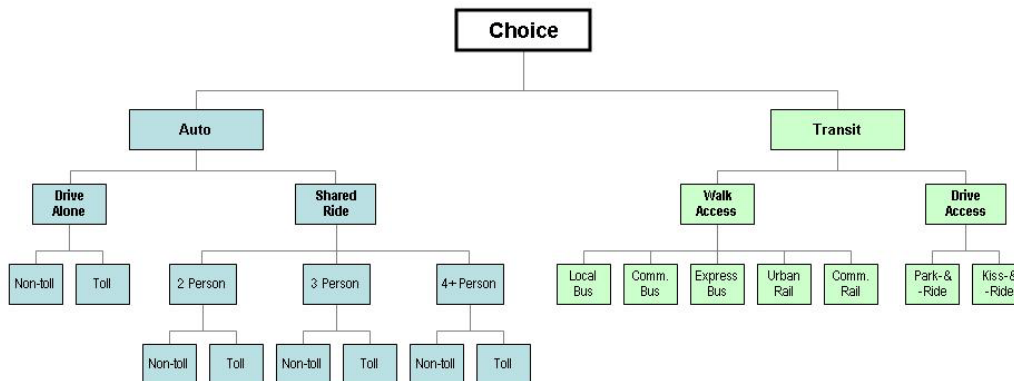 Choice
Auto
Transit
Drive
Alone
Shared
Ride
Walk
Access
Drive
Access
Non-toll
Toll
2 Person
3 Person
4+ Person
Local
Bus
Comm.
Bus
Express
Bus
Urban
Rail
Comm.
Rail
Park-&
-Ride
Kiss-&
-Ride
Non-toll
Toll
Non-toll
Toll
Non-toll
Toll